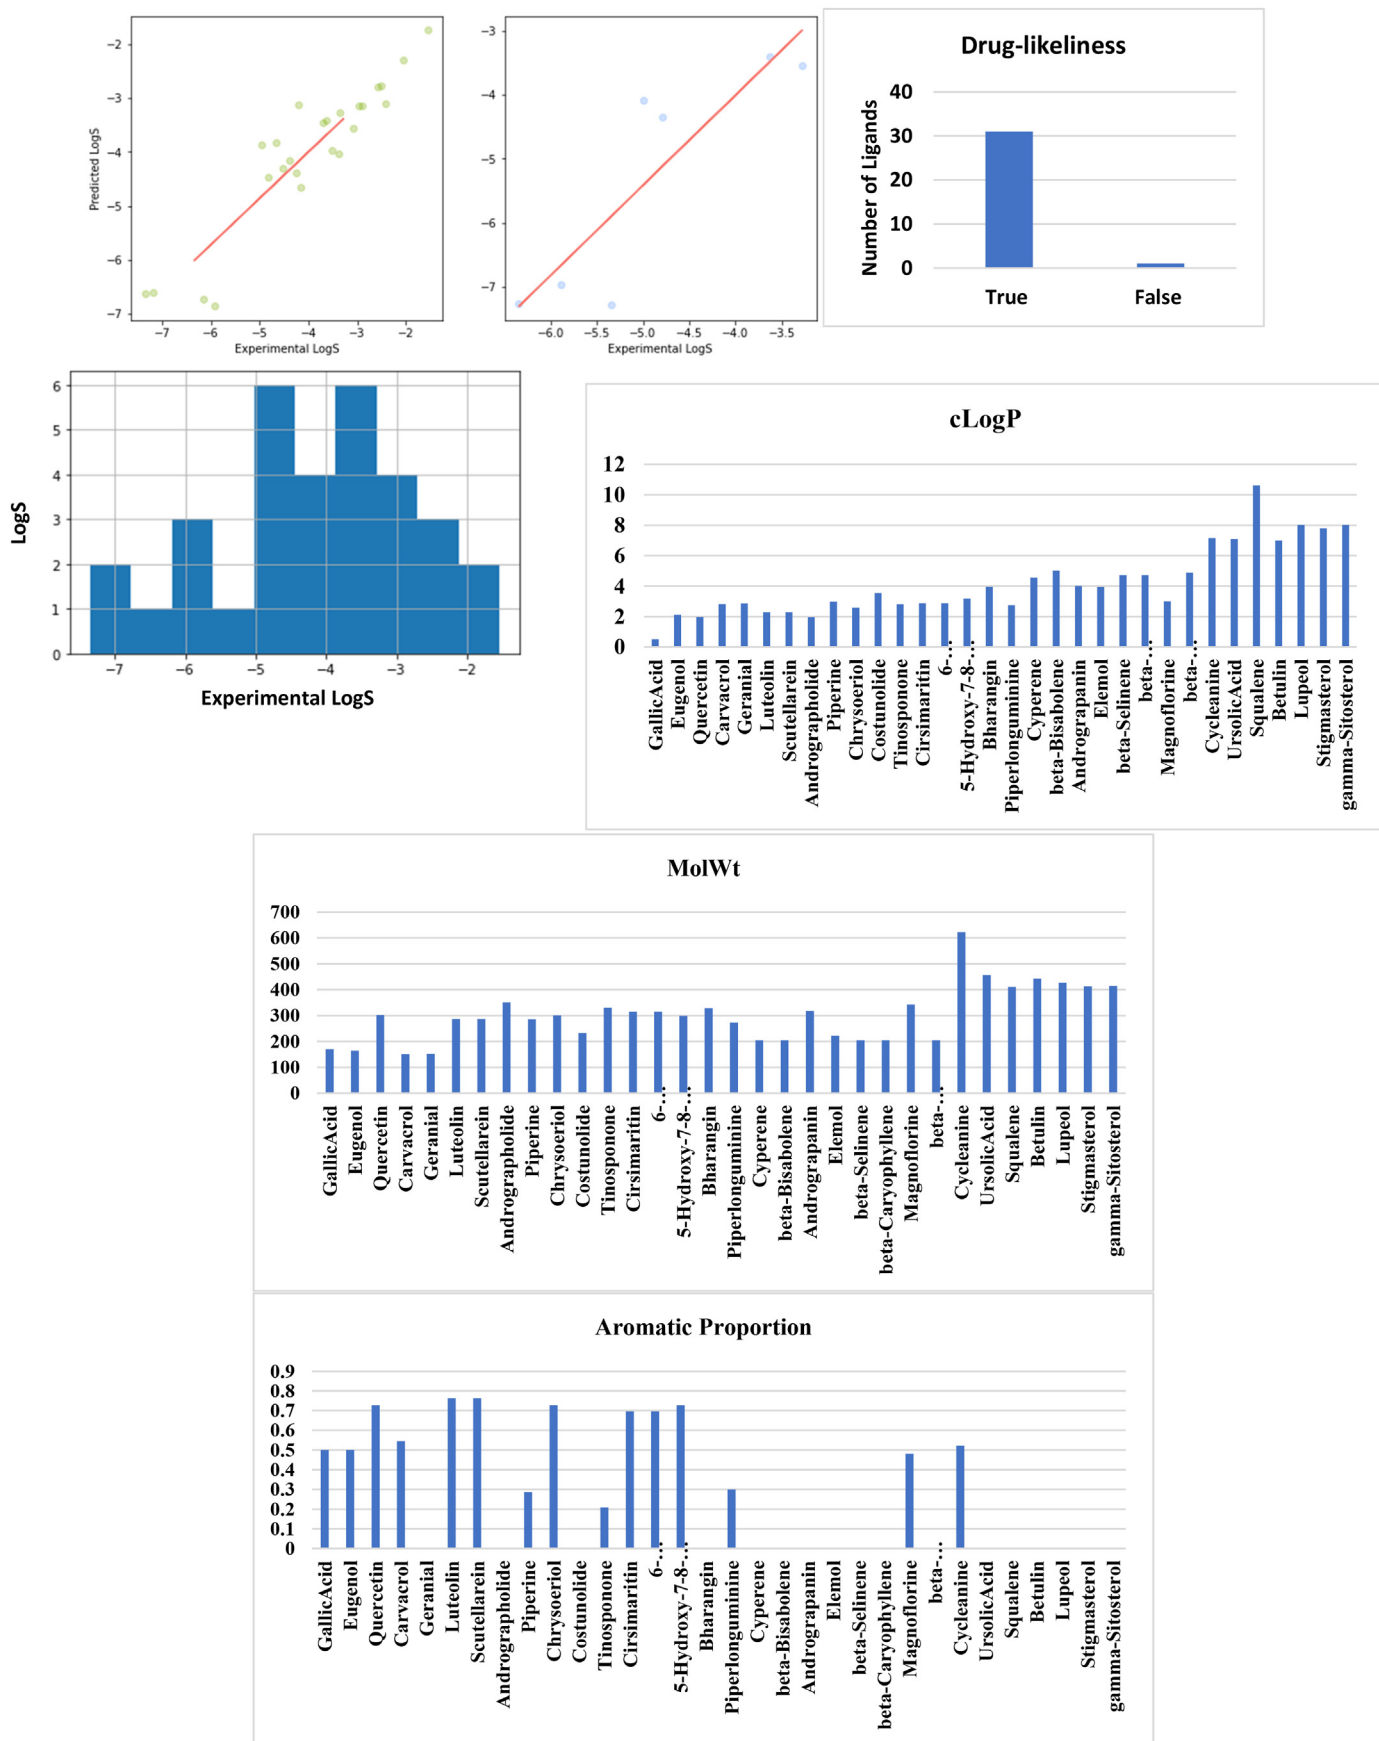 −2
−3
−4
−5
−6
−7
Predicted LogS
−7
−6
−5
−4
−3
−2
Experimental LogS
−3
−4
−5
−6
−7
−6.0
−5.5
−5.0
−4.5
−4.0
−3.5
Experimental LogS
Drug-likeliness
40
30
20
10
0
Number of Ligands
True
False
6
5
4
3
2
1
0
LogS
−7
−6
−5
−4
−3
−2
Experimental LogS
cLogP
12
10
8
6
4
2
0
GallicAcid
Eugenol
Quercetin
Carvacrol
Geranial
Luteolin
Scutellarein
Andrographolide
Piperine
Chrysoeriol
Costunolide
Tinosponone
Cirsimaritin
6-...
5-Hydroxy-7-8-...
Bharangin
Piperlonguminine
Cyperene
beta-Bisabolene
Andrograpanin
Elemol
beta-Selinene
beta-...
Magnoflorine
beta-...
Cycleanine
UrsolicAcid
Squalene
Betulin
Lupeol
Stigmasterol
gamma-Sitosterol
MolWt
700
600
500
400
300
200
100
0
GallicAcid
Eugenol
Quercetin
Carvacrol
Geranial
Luteolin
Scutellarein
Andrographolide
Piperine
Chrysoeriol
Costunolide
Tinosponone
Cirsimaritin
6-...
5-Hydroxy-7-8-...
Bharangin
Piperlonguminine
Cyperene
beta-Bisabolene
Andrograpanin
Elemol
beta-Selinene
beta-Caryophyllene
Magnoflorine
beta-...
Cycleanine
UrsolicAcid
Squalene
Betulin
Lupeol
Stigmasterol
gamma-Sitosterol
Aromatic Proportion
0.9
0.8
0.7
0.6
0.5
0.4
0.3
0.2
0.1
0
GallicAcid
Eugenol
Quercetin
Carvacrol
Geranial
Luteolin
Scutellarein
Andrographolide
Piperine
Chrysoeriol
Costunolide
Tinosponone
Cirsimaritin
6-...
5-Hydroxy-7-8-...
Bharangin
Piperlonguminine
Cyperene
beta-Bisabolene
Andrograpanin
Elemol
beta-Selinene
beta-Caryophyllene
Magnoflorine
beta-...
Cycleanine
UrsolicAcid
Squalene
Betulin
Lupeol
Stigmasterol
gamma-Sitosterol